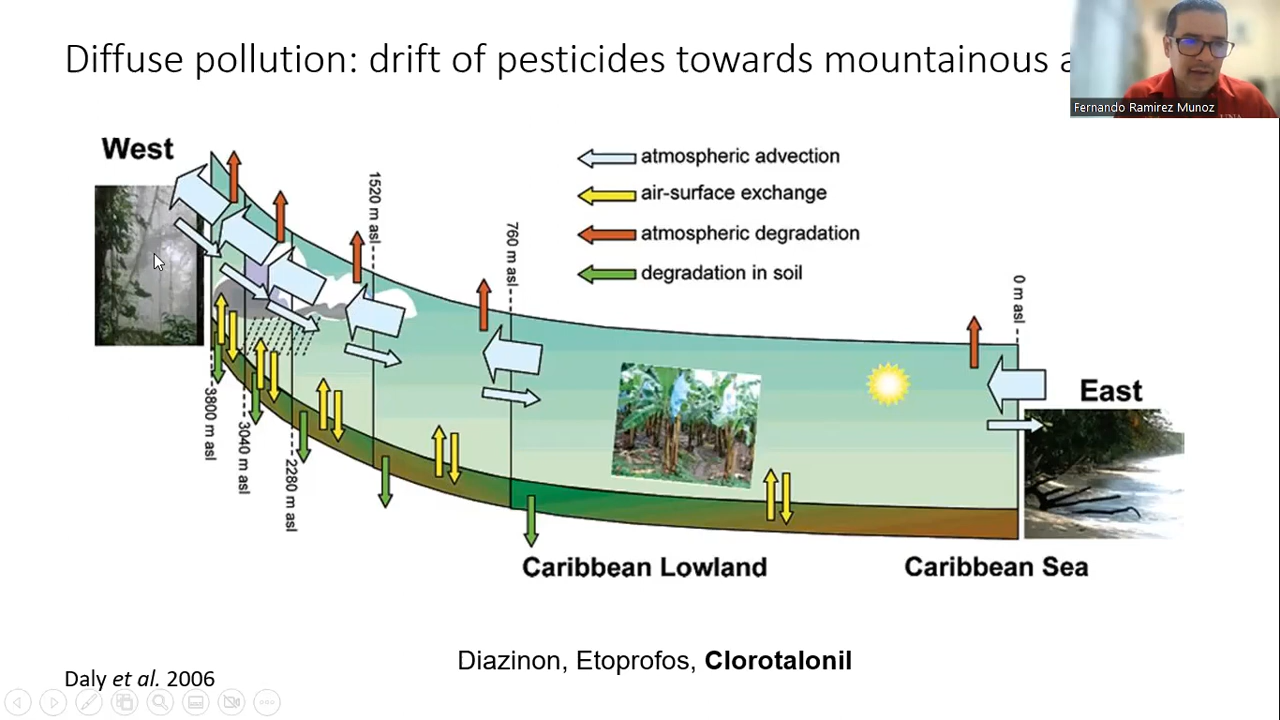 Diffuse pollution: drift of pesticides towards mountainous a
Fernando Ramirez Munoz
West
atmospheric advection
air-surface exchange
atmospheric degradation
degradation in soil
1520 m asl
760 m asl
0 m asl
East
3800 m asl
3040 m asl
2280 m asl
Caribbean Lowland
Caribbean Sea
Diazinon, Etoprofos, Clorotalonil
Daly et al. 2006